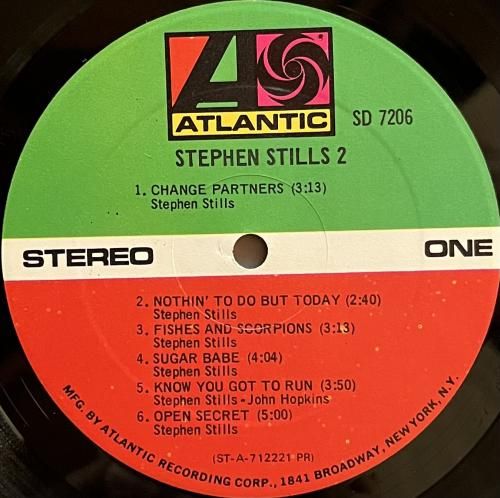 ATLANTIC
SD 7206
STEPHEN STILLS 2
1. CHANGE PARTNERS (3:13)
Stephen Stills
STEREO
ONE
2. NOTHIN' TO DO BUT TODAY (2:40)
Stephen Stills
3. FISHES AND SCORPIONS (3:13)
Stephen Stills
4. SUGAR BABE (4:04)
Stephen Stills
5. KNOW YOU GOT TO RUN (3:50)
Stephen Stills - John Hopkins
6. OPEN SECRET (5:00)
Stephen Stills
(ST-A-712221 PR)
MFG. BY ATLANTIC RECORDING CORP., 1841 BROADWAY, NEW YORK, N.Y.